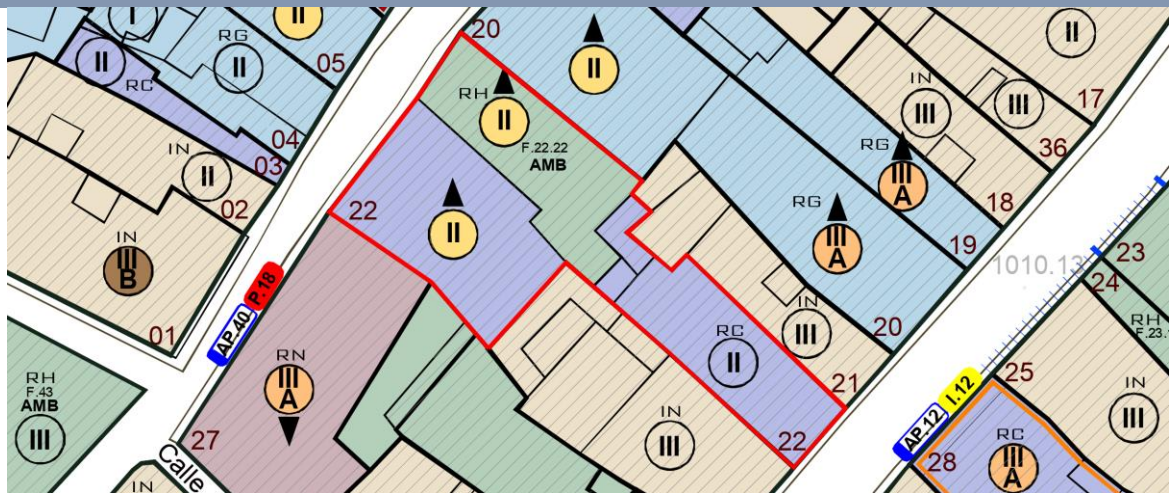 I
II
RG
II
RC
II
05
04
03
IN
II
02
IN
III
B
01
AP.40
P.18
RH
F.43
AMB
III
20
II
RH
II
F.22.22
AMB
22
II
RN
III
A
27
Calle
IN
IN
III
III
II
17
36
RG
III
A
18
RG
III
A
19
1010.13
20
IN
III
RC
II
21
IN
III
22
AP.12
I.12
23
24
RH
F.23.
25
IN
III
RC
III
A
28